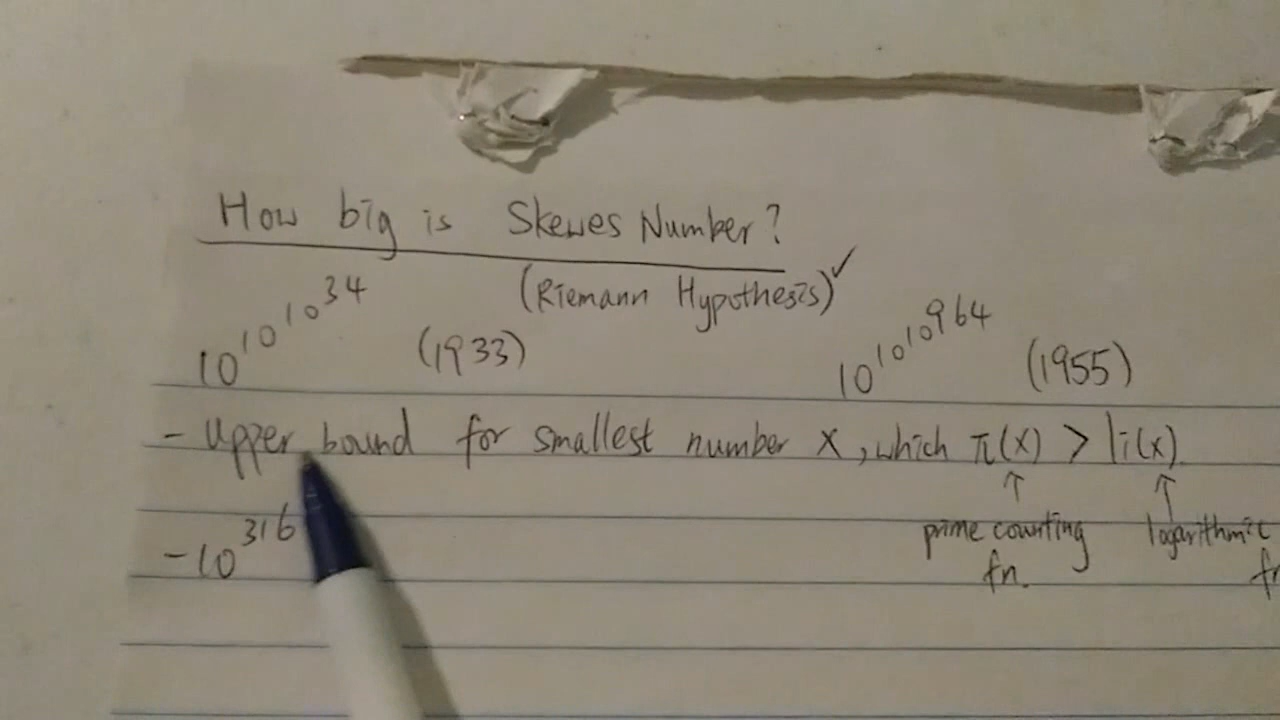 How big is Skewes Number?
(Riemann Hypothesis) ✓
10^10^10^34 (1933) 10^10^10^964 (1955)
- Upper bound for smallest number x, which π(x) > li(x)
↑ ↑
prime counting logarithmic
- 10^316
fn.